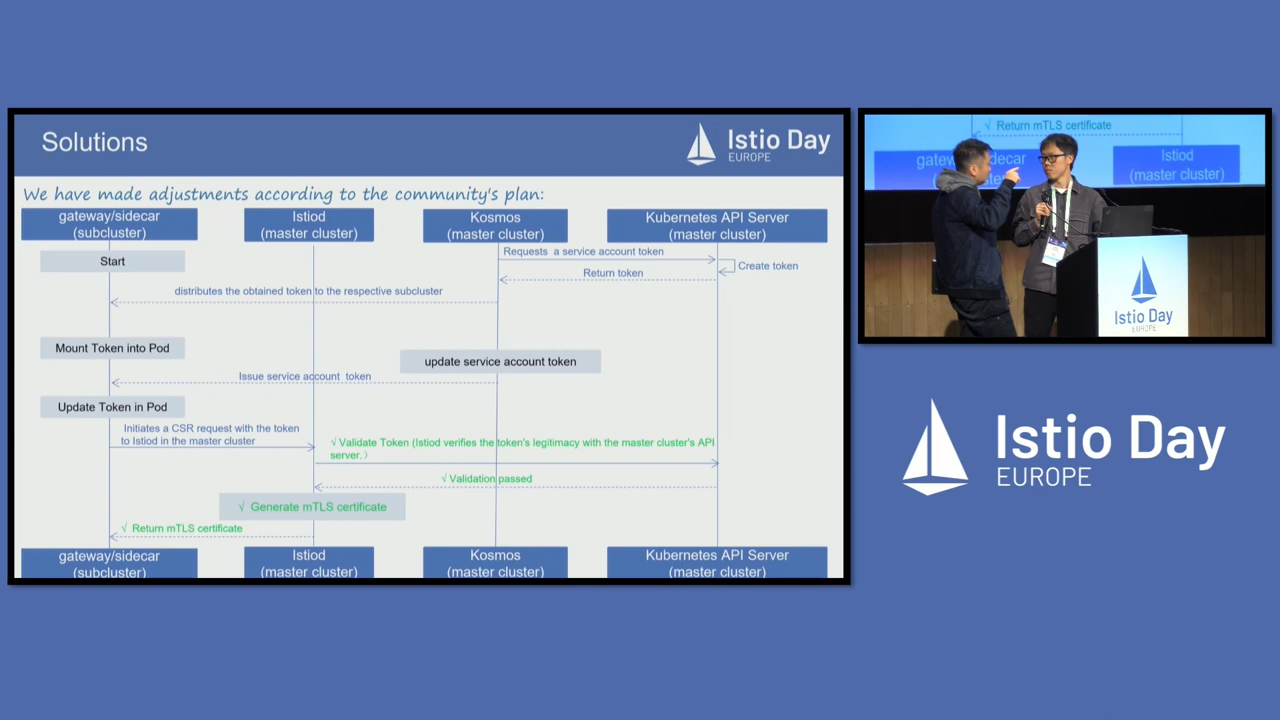 Solutions
Istio Day
EUROPE
We have made adjustments according to the community's plan:
gateway/sidecar
(subcluster)
Istiod
(master cluster)
Kosmos
(master cluster)
Kubernetes API Server
(master cluster)
Requests a service account token
Start
Create token
Return token
distributes the obtained token to the respective subcluster
Mount Token into Pod
update service account token
Issue service account token
Update Token in Pod
Initiates a CSR request with the token
to Istiod in the master cluster
√ Validate Token (Istiod verifies the token's legitimacy with the master cluster's API
server.）
√ Validation passed
√ Generate mTLS certificate
√ Return mTLS certificate
gateway/sidecar
(subcluster)
Istiod
(master cluster)
Kosmos
(master cluster)
Kubernetes API Server
(master cluster)
√ Return mTLS certificate
Istiod
(master cluster)
Istio Day
EUROPE
Istio Day
EUROPE